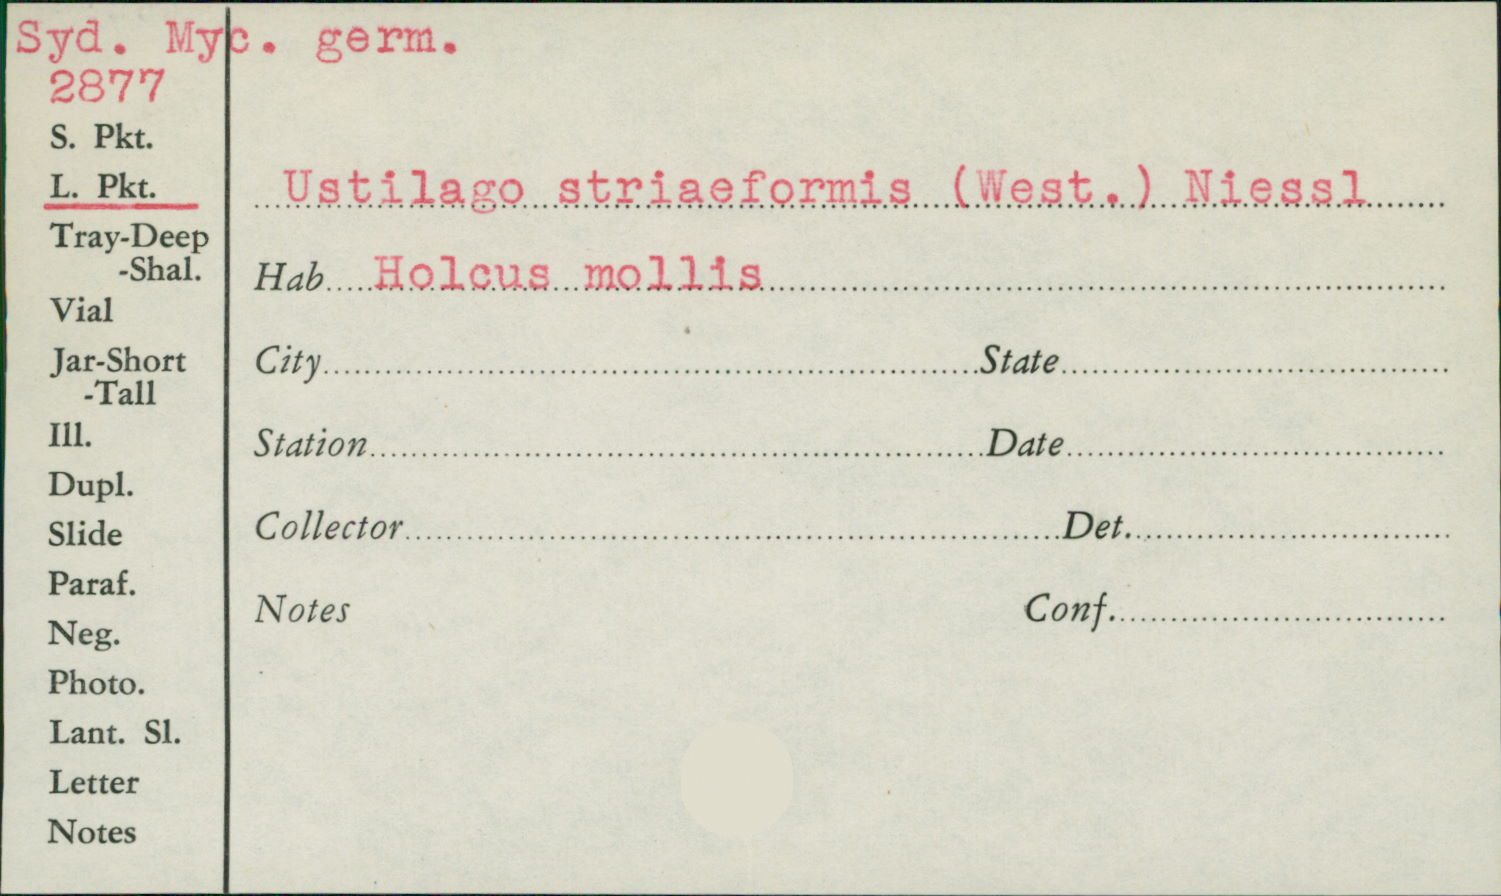 Syd. Myc. germ.
2877
S. Pkt.
L. Pkt.
Tray-Deep
-Shal.
Vial
Jar-Short
-Tall
Ill.
Dupl.
Slide
Paraf.
Neg.
Photo.
Lant. Sl.
Letter
Notes
Ustilago striaeformis (West.) Niessl
Hab Holcus mollis
City State
Station Date
Collector Det.
Notes Conf.